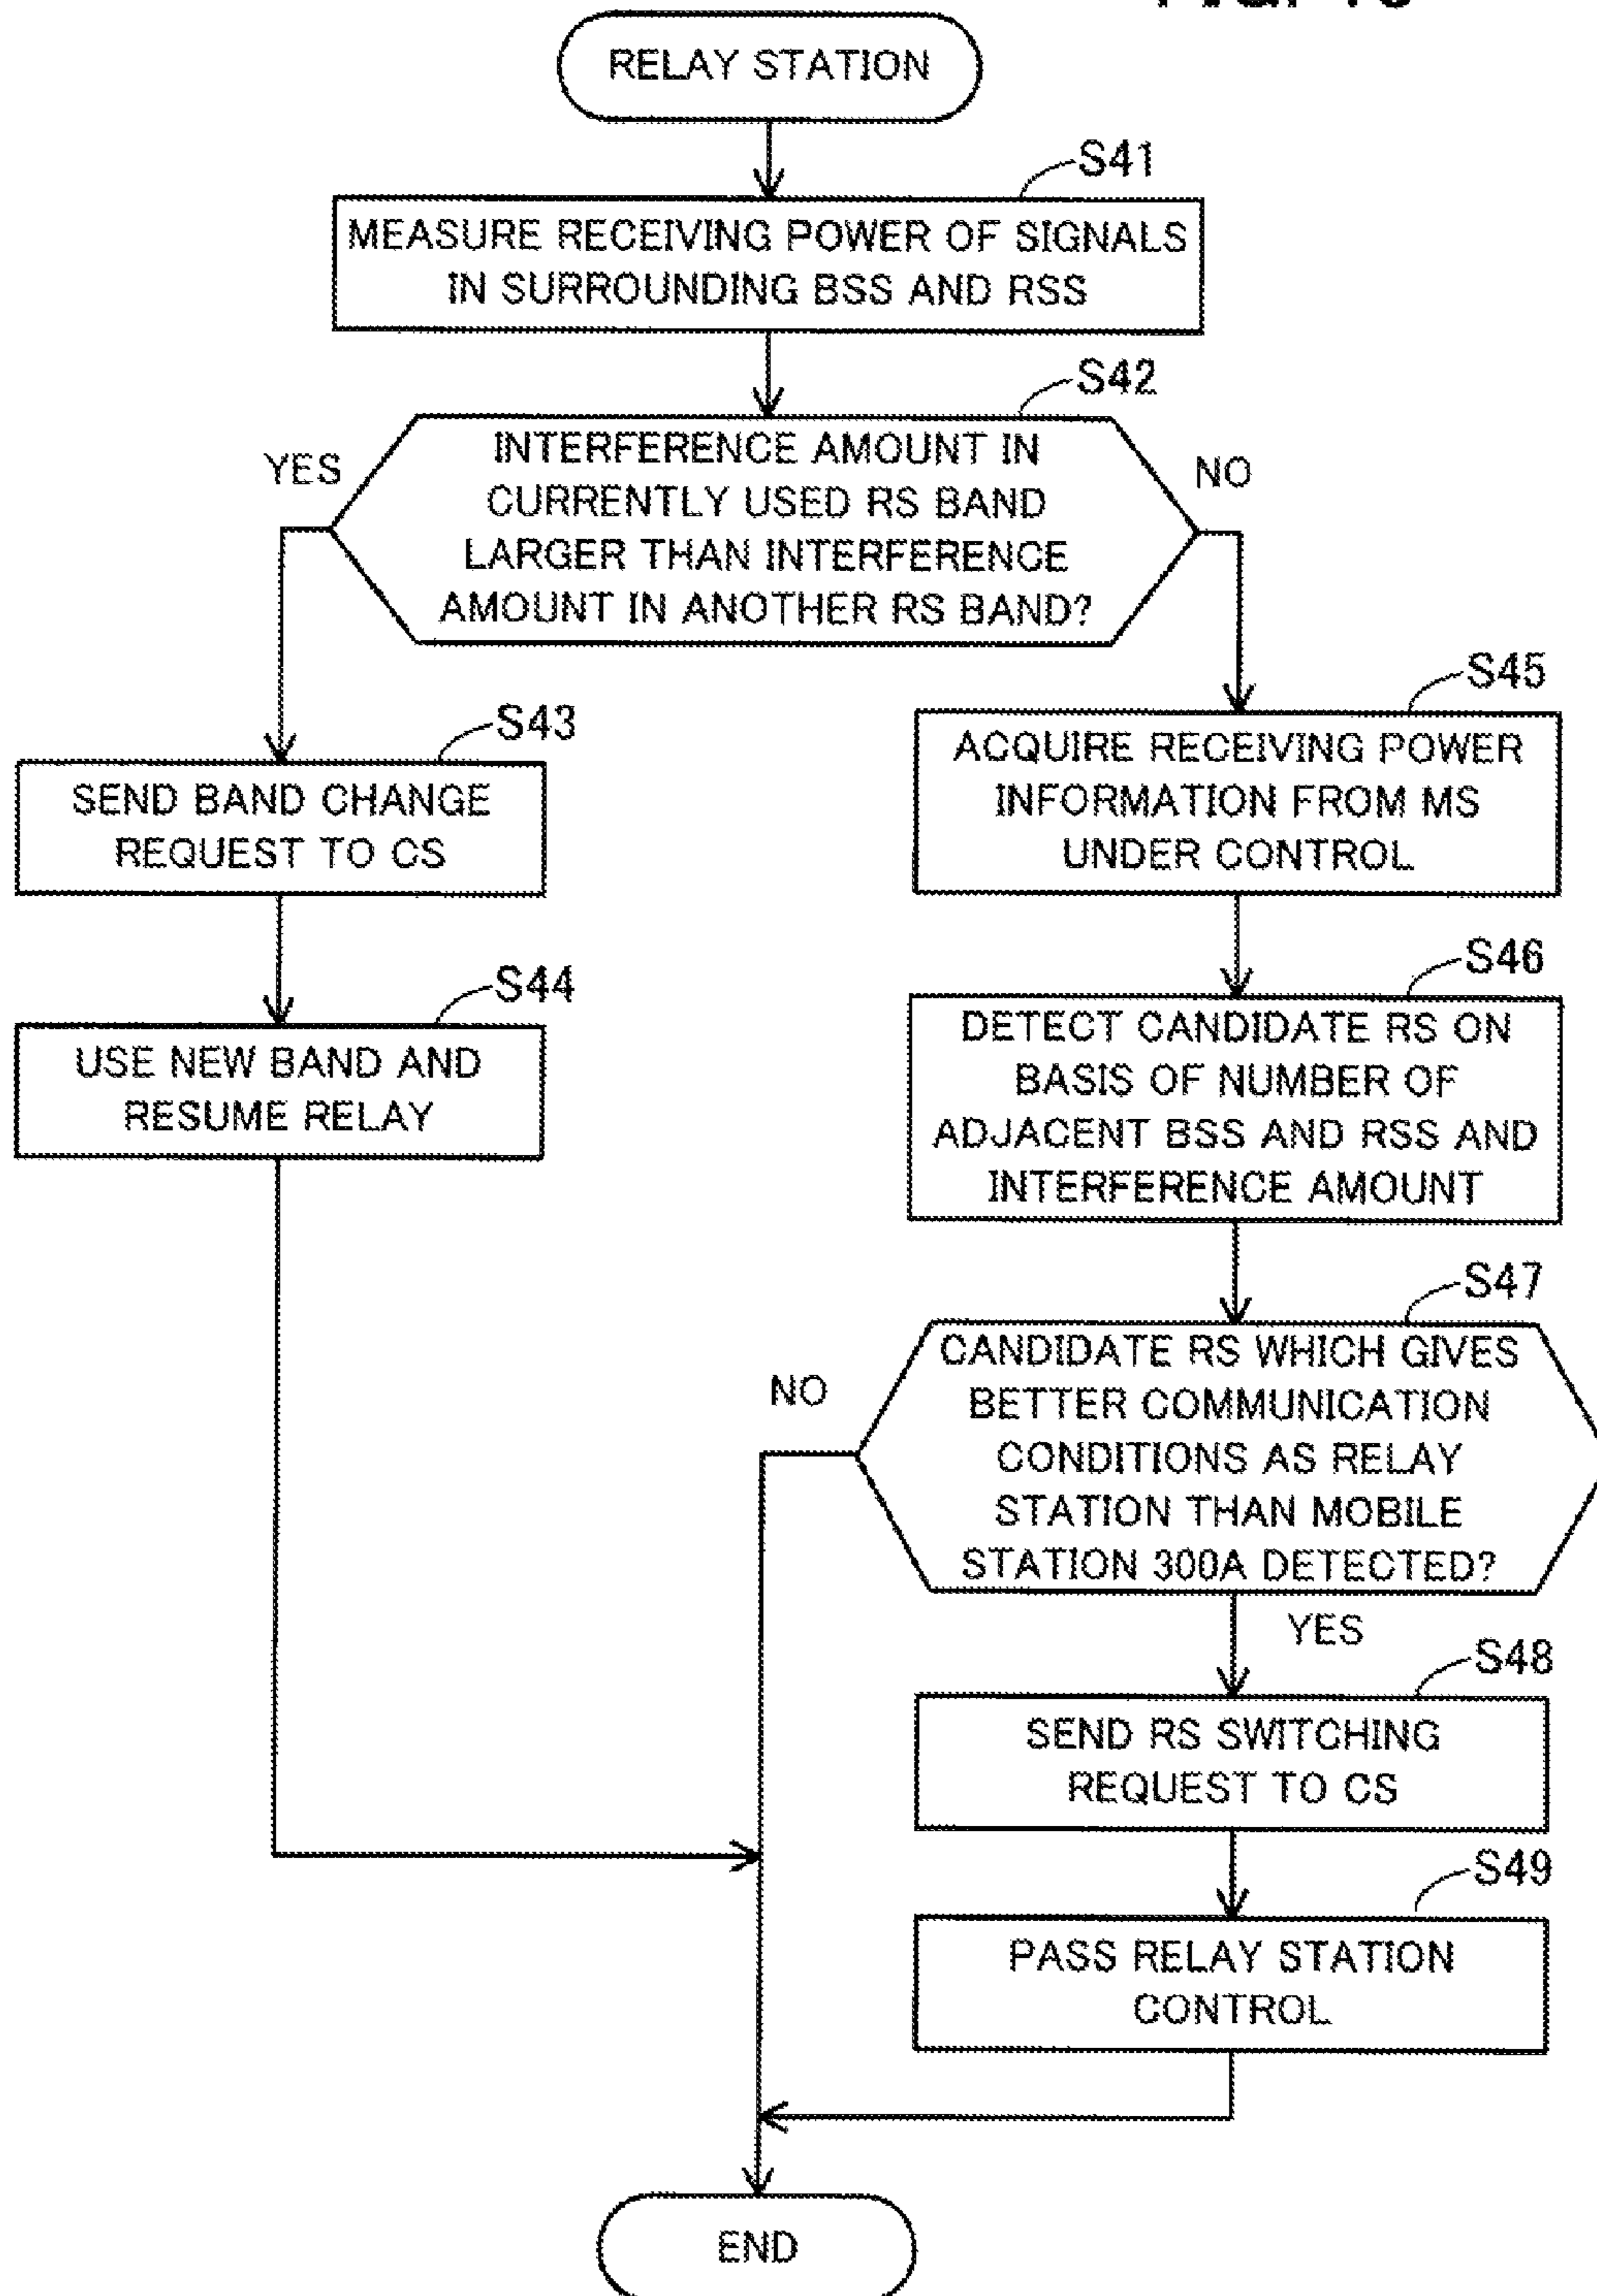 RELAY STATION
S41
MEASURE RECEIVING POWER OF SIGNALS
IN SURROUNDING BSS AND RSS
S42
YES
INTERFERENCE AMOUNT IN
CURRENTLY USED RS BAND
LARGER THAN INTERFERENCE
AMOUNT IN ANOTHER RS BAND?
NO
S43
SEND BAND CHANGE
REQUEST TO CS
S44
USE NEW BAND AND
RESUME RELAY
S45
ACQUIRE RECEIVING POWER
INFORMATION FROM MS
UNDER CONTROL
S46
DETECT CANDIDATE RS ON
BASIS OF NUMBER OF
ADJACENT BSS AND RSS AND
INTERFERENCE AMOUNT
S47
NO
CANDIDATE RS WHICH GIVES
BETTER COMMUNICATION
CONDITIONS AS RELAY
STATION THAN MOBILE
STATION 300A DETECTED?
YES
S48
SEND RS SWITCHING
REQUEST TO CS
S49
PASS RELAY STATION
CONTROL
END